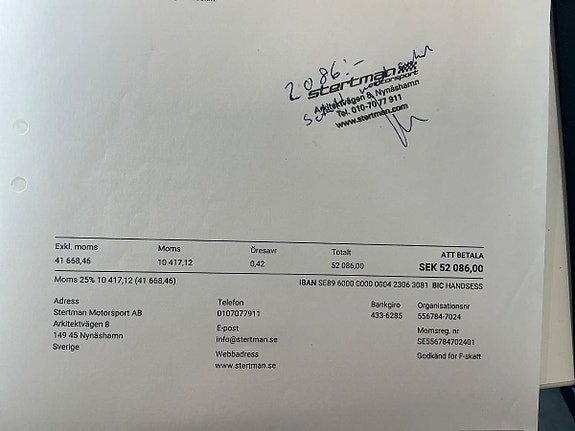 2086:-
stertman
motorsport
Arkitektvägen 8, Nynäshamn
Tel. 010-70 77 911
www.stertman.com
Exkl. moms Moms Öresavr Totalt ATT BETALA
41 668,46 10 417,12 0,42 52 086,00 SEK 52 086,00
Moms 25% 10 417,12 (41 668,46) IBAN SE89 6000 0000 0004 2306 3081 BIC HANDSESS
Adress
Stertman Motorsport AB
Arkitektvägen 8
149 45 Nynäshamn
Sverige
Telefon
0107077911
E-post
info@stertman.se
Webbadress
www.stertman.se
Bankgiro
433-6285
Organisationsnr
556784-7024
Momsreg. nr
SE556784702401
Godkänd för F-skatt